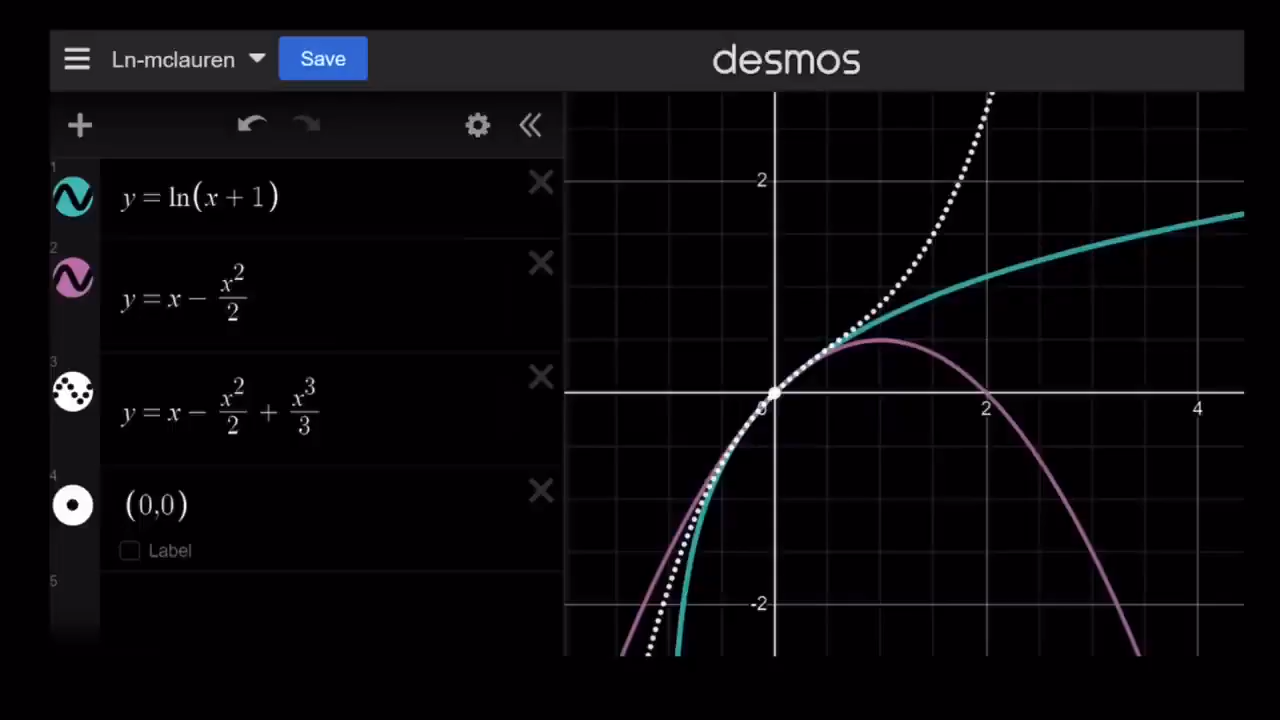 Ln-mclauren Save desmos
1
y = ln(x + 1)
2
y = x − x²/2
3
y = x − x²/2 + x³/3
4
(0,0)
Label
5
2
0 2 4
-2